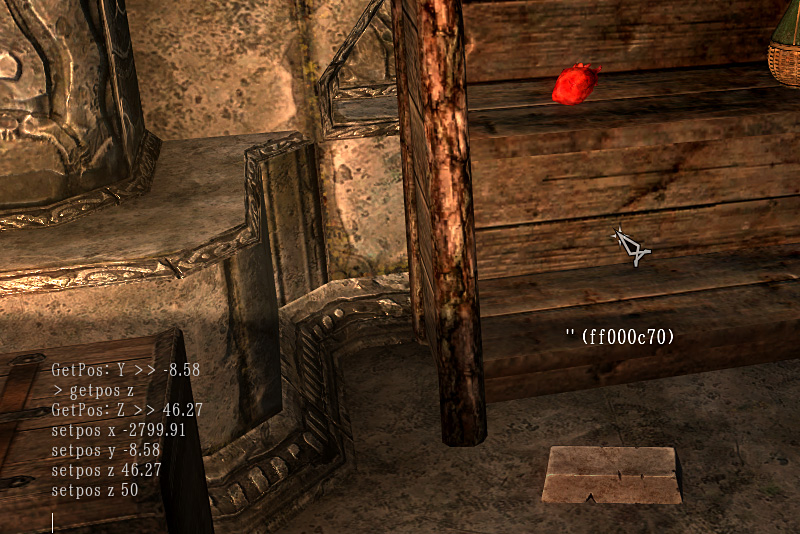 " (ff000c70)
GetPos: Y >> -8.58
> getpos z
GetPos: Z >> 46.27
setpos x -2799.91
setpos y -8.58
setpos z 46.27
setpos z 50